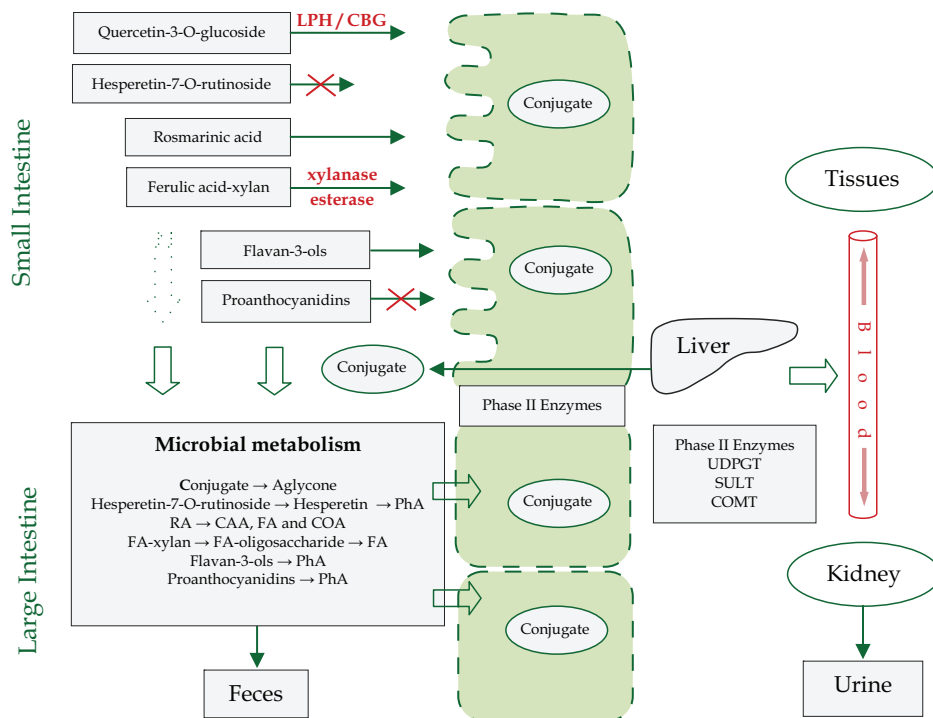 Small Intestine
Quercetin-3-O-glucoside
LPH / CBG
Hesperetin-7-O-rutinoside
Rosmarinic acid
Ferulic acid-xylan
xylanase
esterase
Flavan-3-ols
Proanthocyanidins
Conjugate
Conjugate
Conjugate
Liver
Tissues
Blood
Phase II Enzymes
Phase II Enzymes
UDPGT
SULT
COMT
Large Intestine
Microbial metabolism
Conjugate → Aglycone
Hesperetin-7-O-rutinoside → Hesperetin → PhA
RA → CAA, FA and COA
FA-xylan → FA-oligosaccharide → FA
Flavan-3-ols → PhA
Proanthocyanidins → PhA
Conjugate
Conjugate
Feces
Kidney
Urine